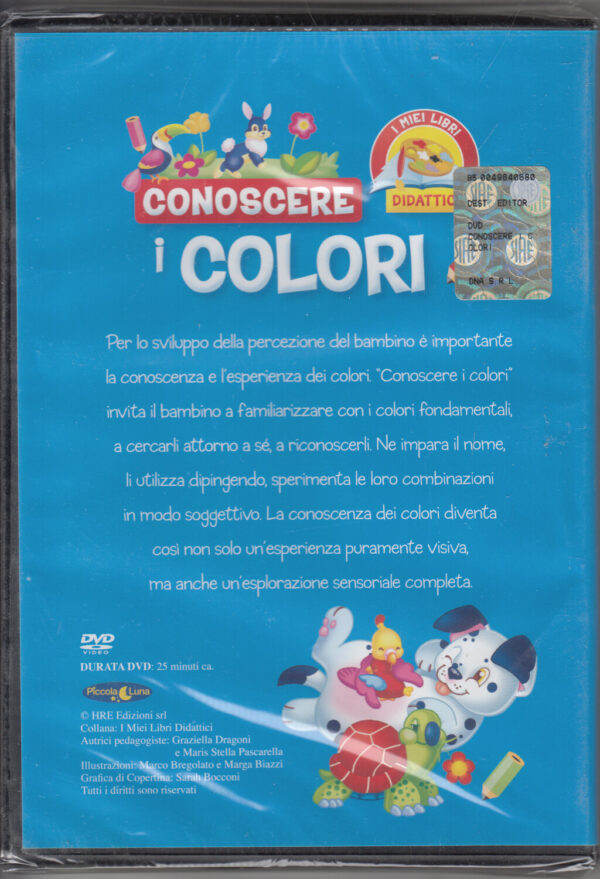 I MIEI LIBRI
DIDATTIC
CONOSCERE
i COLORI
DEST EDITOR
DVD
CONOSCERE I C
OLORI
DNA S R L
Per lo sviluppo della percezione del bambino è importante
la conoscenza e l'esperienza dei colori. "Conoscere i colori"
invita il bambino a familiarizzare con i colori fondamentali,
a cercarli attorno a sé, a riconoscerli. Ne impara il nome,
li utilizza dipingendo, sperimenta le loro combinazioni
in modo soggettivo. La conoscenza dei colori diventa
così non solo un'esperienza puramente visiva,
ma anche un'esplorazione sensoriale completa.
DVD
VIDEO
DURATA DVD: 25 minuti ca.
Piccola Luna
© HRE Edizioni srl
Collana: I Miei Libri Didattici
Autrici pedagogiste: Graziella Dragoni
e Maris Stella Pascarella
Illustrazioni: Marco Bregolato e Marga Biazzi
Grafica di Copertina: Sarah Bocconi
Tutti i diritti sono riservati